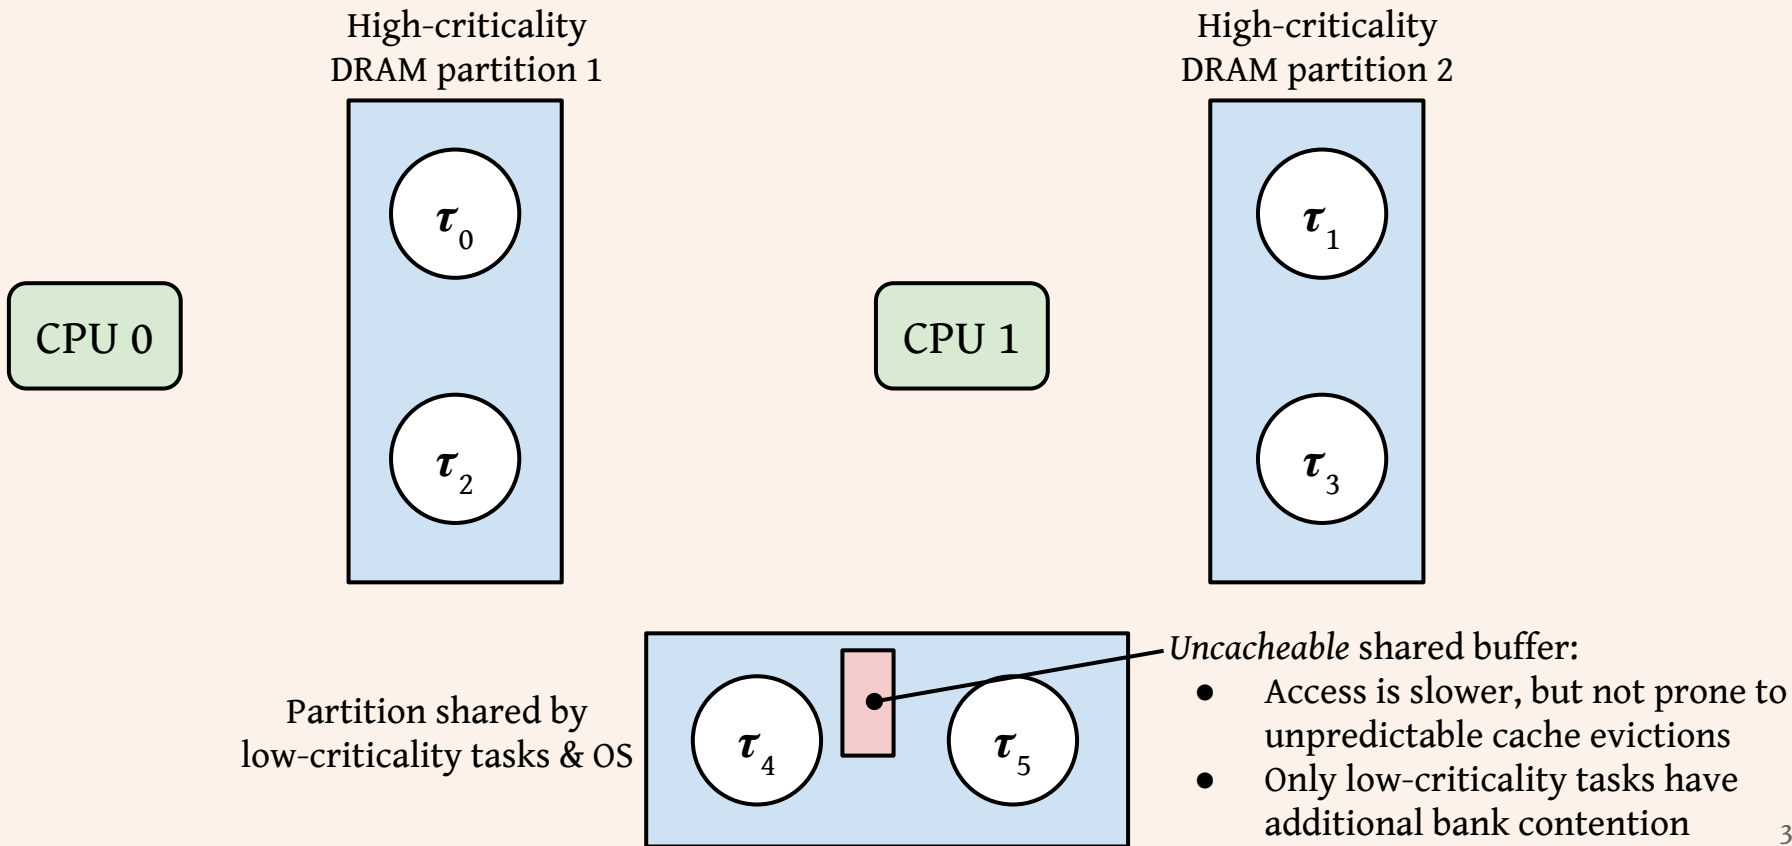 High-criticality
DRAM partition 1
High-criticality
DRAM partition 2
τ0
τ1
CPU 0
CPU 1
τ2
τ3
Partition shared by
low-criticality tasks & OS
τ4
τ5
Uncacheable shared buffer:
● Access is slower, but not prone to
unpredictable cache evictions
● Only low-criticality tasks have
additional bank contention
3